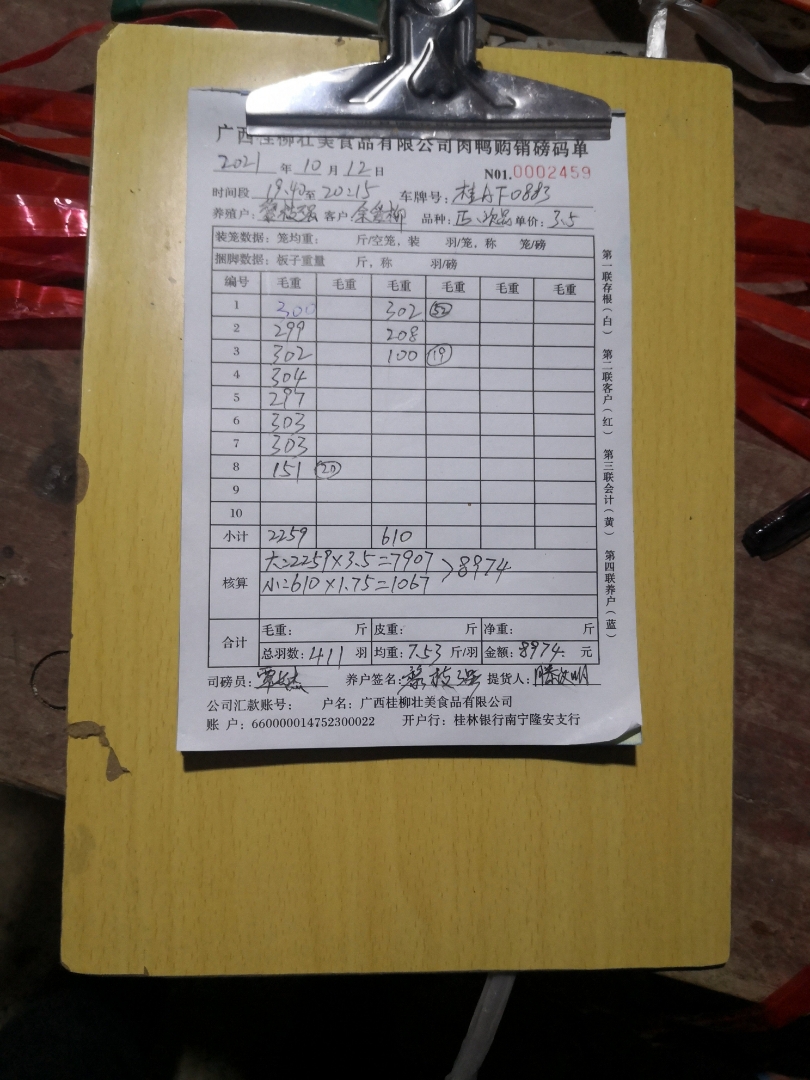 广西桂柳壮美食品有限公司肉鸭购销磅码单
2021 年 10 月 12 日 N01.0002459
时间段 19:40至 20:15 车牌号: 桂AF0883
养殖户: 客户 品种: 正、次品 单价: 3.5
装笼数据: 笼均重: 斤/空笼, 装 羽/笼, 称 笼/磅
捆脚数据: 板子重量 斤, 称 羽/磅
编号 毛重 毛重 毛重 毛重 毛重 毛重
1 300 302 52
2 299 208
3 302 100 19
4 304
5 297
6 303
7 303
8 151 20
9
10
小计 2259 610
核算 大:2259×3.5=7907 >8974
小:610×1.75=1067
合计 毛重: 斤 皮重: 斤 净重: 斤
总羽数: 411 羽 均重: 7.53 斤/羽 金额: 8974. 元
司磅员: 养户签名: 提货人:
公司汇款账号: 户名: 广西桂柳壮美食品有限公司
账 户: 660000014752300022 开户行: 桂林银行南宁隆安支行
第一联存根(白) 第二联客户(红) 第三联会计(黄) 第四联养户(蓝)